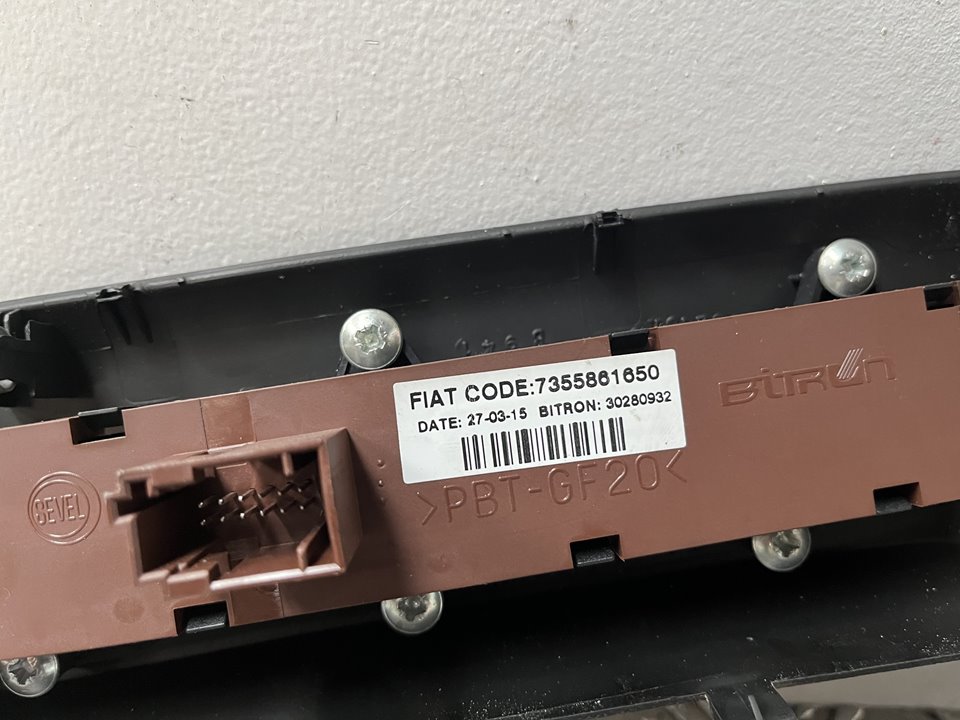 FIAT CODE:7355861650
DATE: 27-03-15 BITRON: 30280932
BITRON
SEVEL
>PBT-GF20<